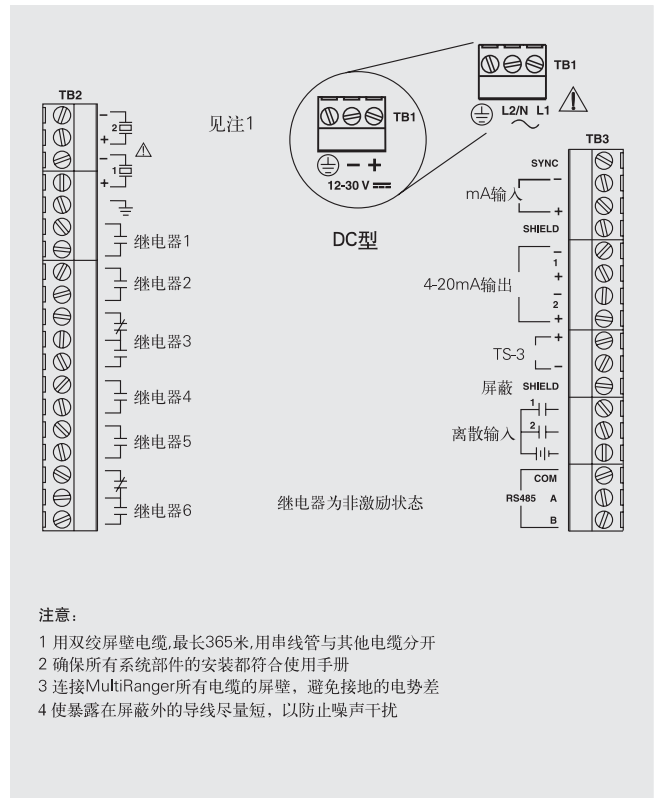 TB2
-
2
+
-
1
+
继电器1
继电器2
继电器3
继电器4
继电器5
继电器6
见注1
TB1
- +
12-30 V
DC型
TB1
L2/N L1
TB3
SYNC
-
mA输入
+
SHIELD
-
1
+
4-20mA输出
-
2
+
+
TS-3
-
屏蔽 SHIELD
1
2
离散输入
COM
RS485 A
B
继电器为非激励状态
注意:
1 用双绞屏壁电缆,最长365米,用串线管与其他电缆分开
2 确保所有系统部件的安装都符合使用手册
3 连接MultiRanger所有电缆的屏壁，避免接地的电势差
4 使暴露在屏蔽外的导线尽量短，以防止噪声干扰